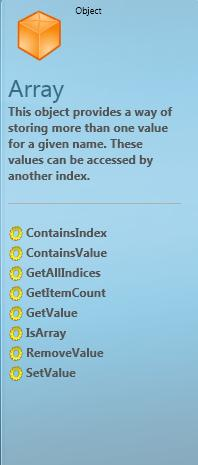 Object
Array
This object provides a way of
storing more than one value
for a given name. These
values can be accessed by
another index.
ContainsIndex
ContainsValue
GetAllIndices
GetItemCount
GetValue
IsArray
RemoveValue
SetValue